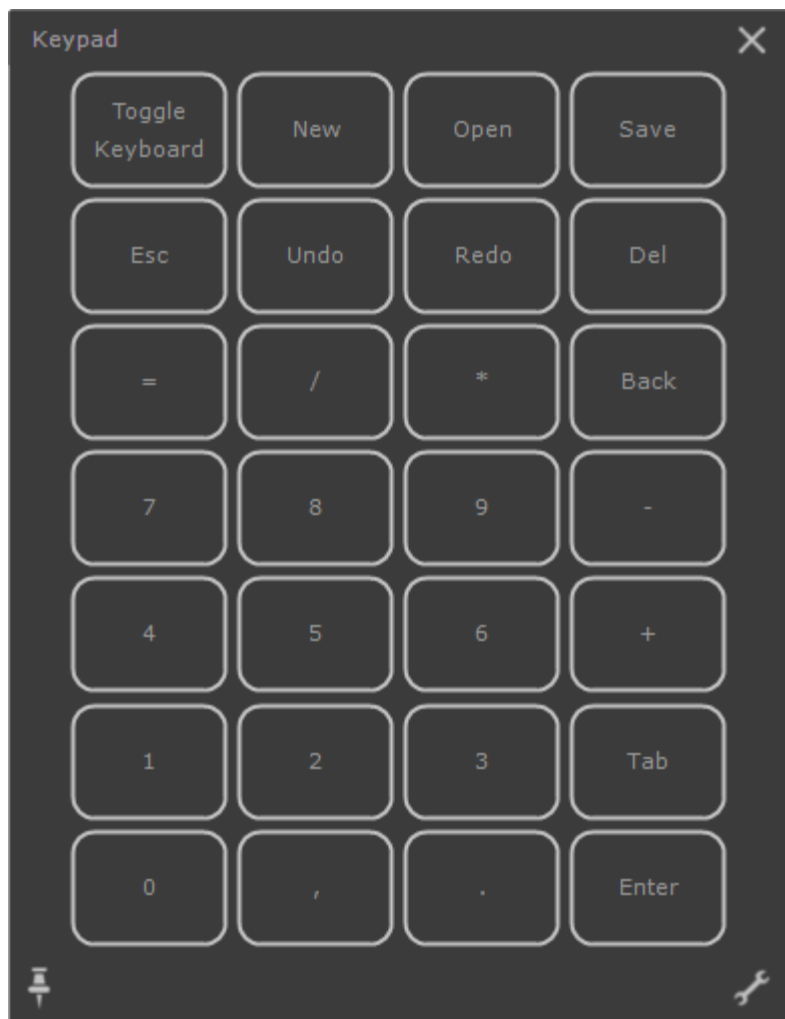 Keypad
Toggle
Keyboard
New
Open
Save
Esc
Undo
Redo
Del
=
/
*
Back
7
8
9
-
4
5
6
+
1
2
3
Tab
0
,
.
Enter